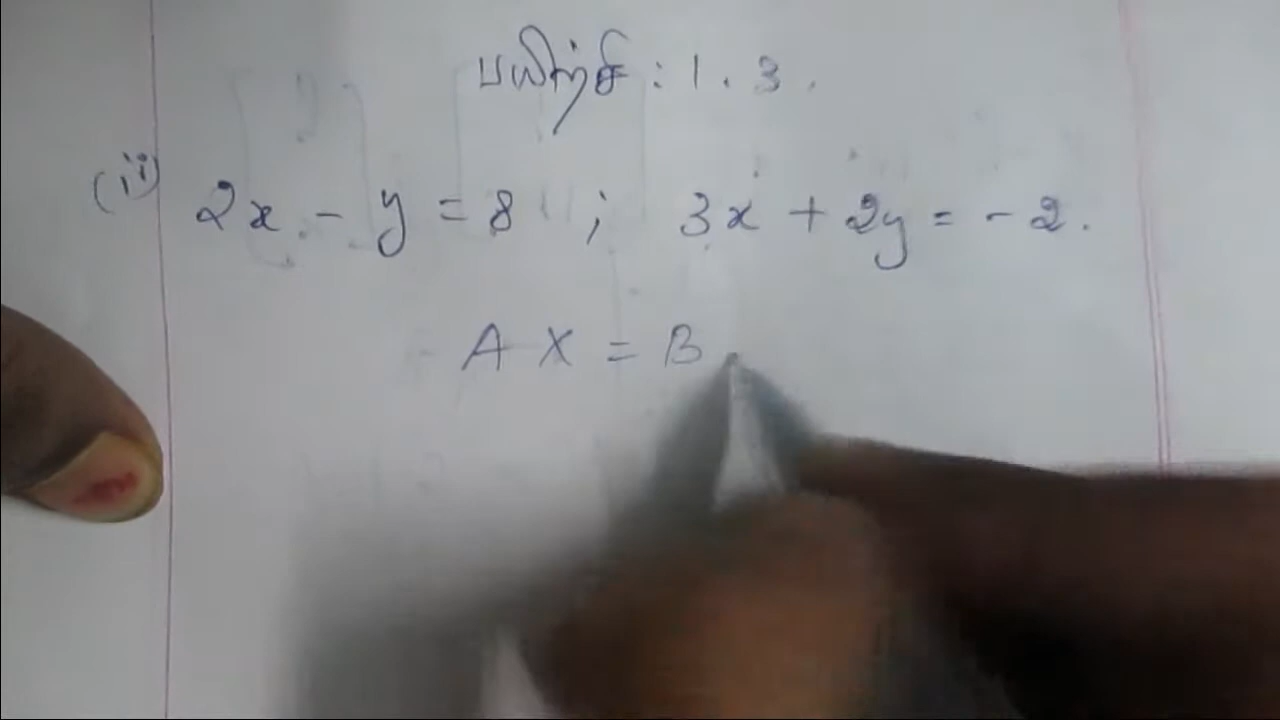 பயிற்சி : 1 . 3 .
(ii) 2x - y = 8 ; 3x + 2y = - 2 .
A X = B